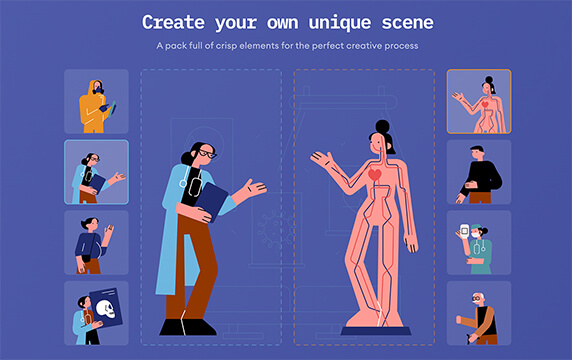 Create your own unique scene
A pack full of crisp elements for the perfect creative process